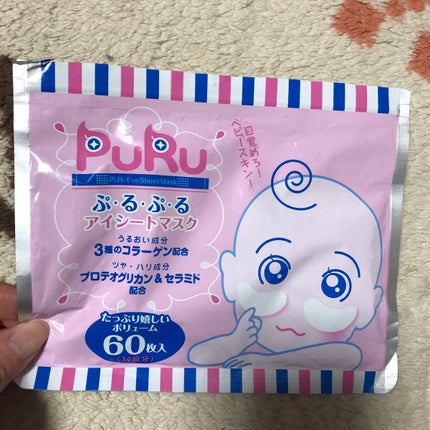 PuRu
PuRu Eye Sheet Mask
目覚めろ!
ベビースキン!
ぷ・る・ぷ・る
アイシートマスク
うるおい成分
3種のコラーゲン配合
ツヤ・ハリ成分
プロテオグリカン&セラミド
配合
たっぷり嬉しい
ボリューム
60枚入
(30回分)